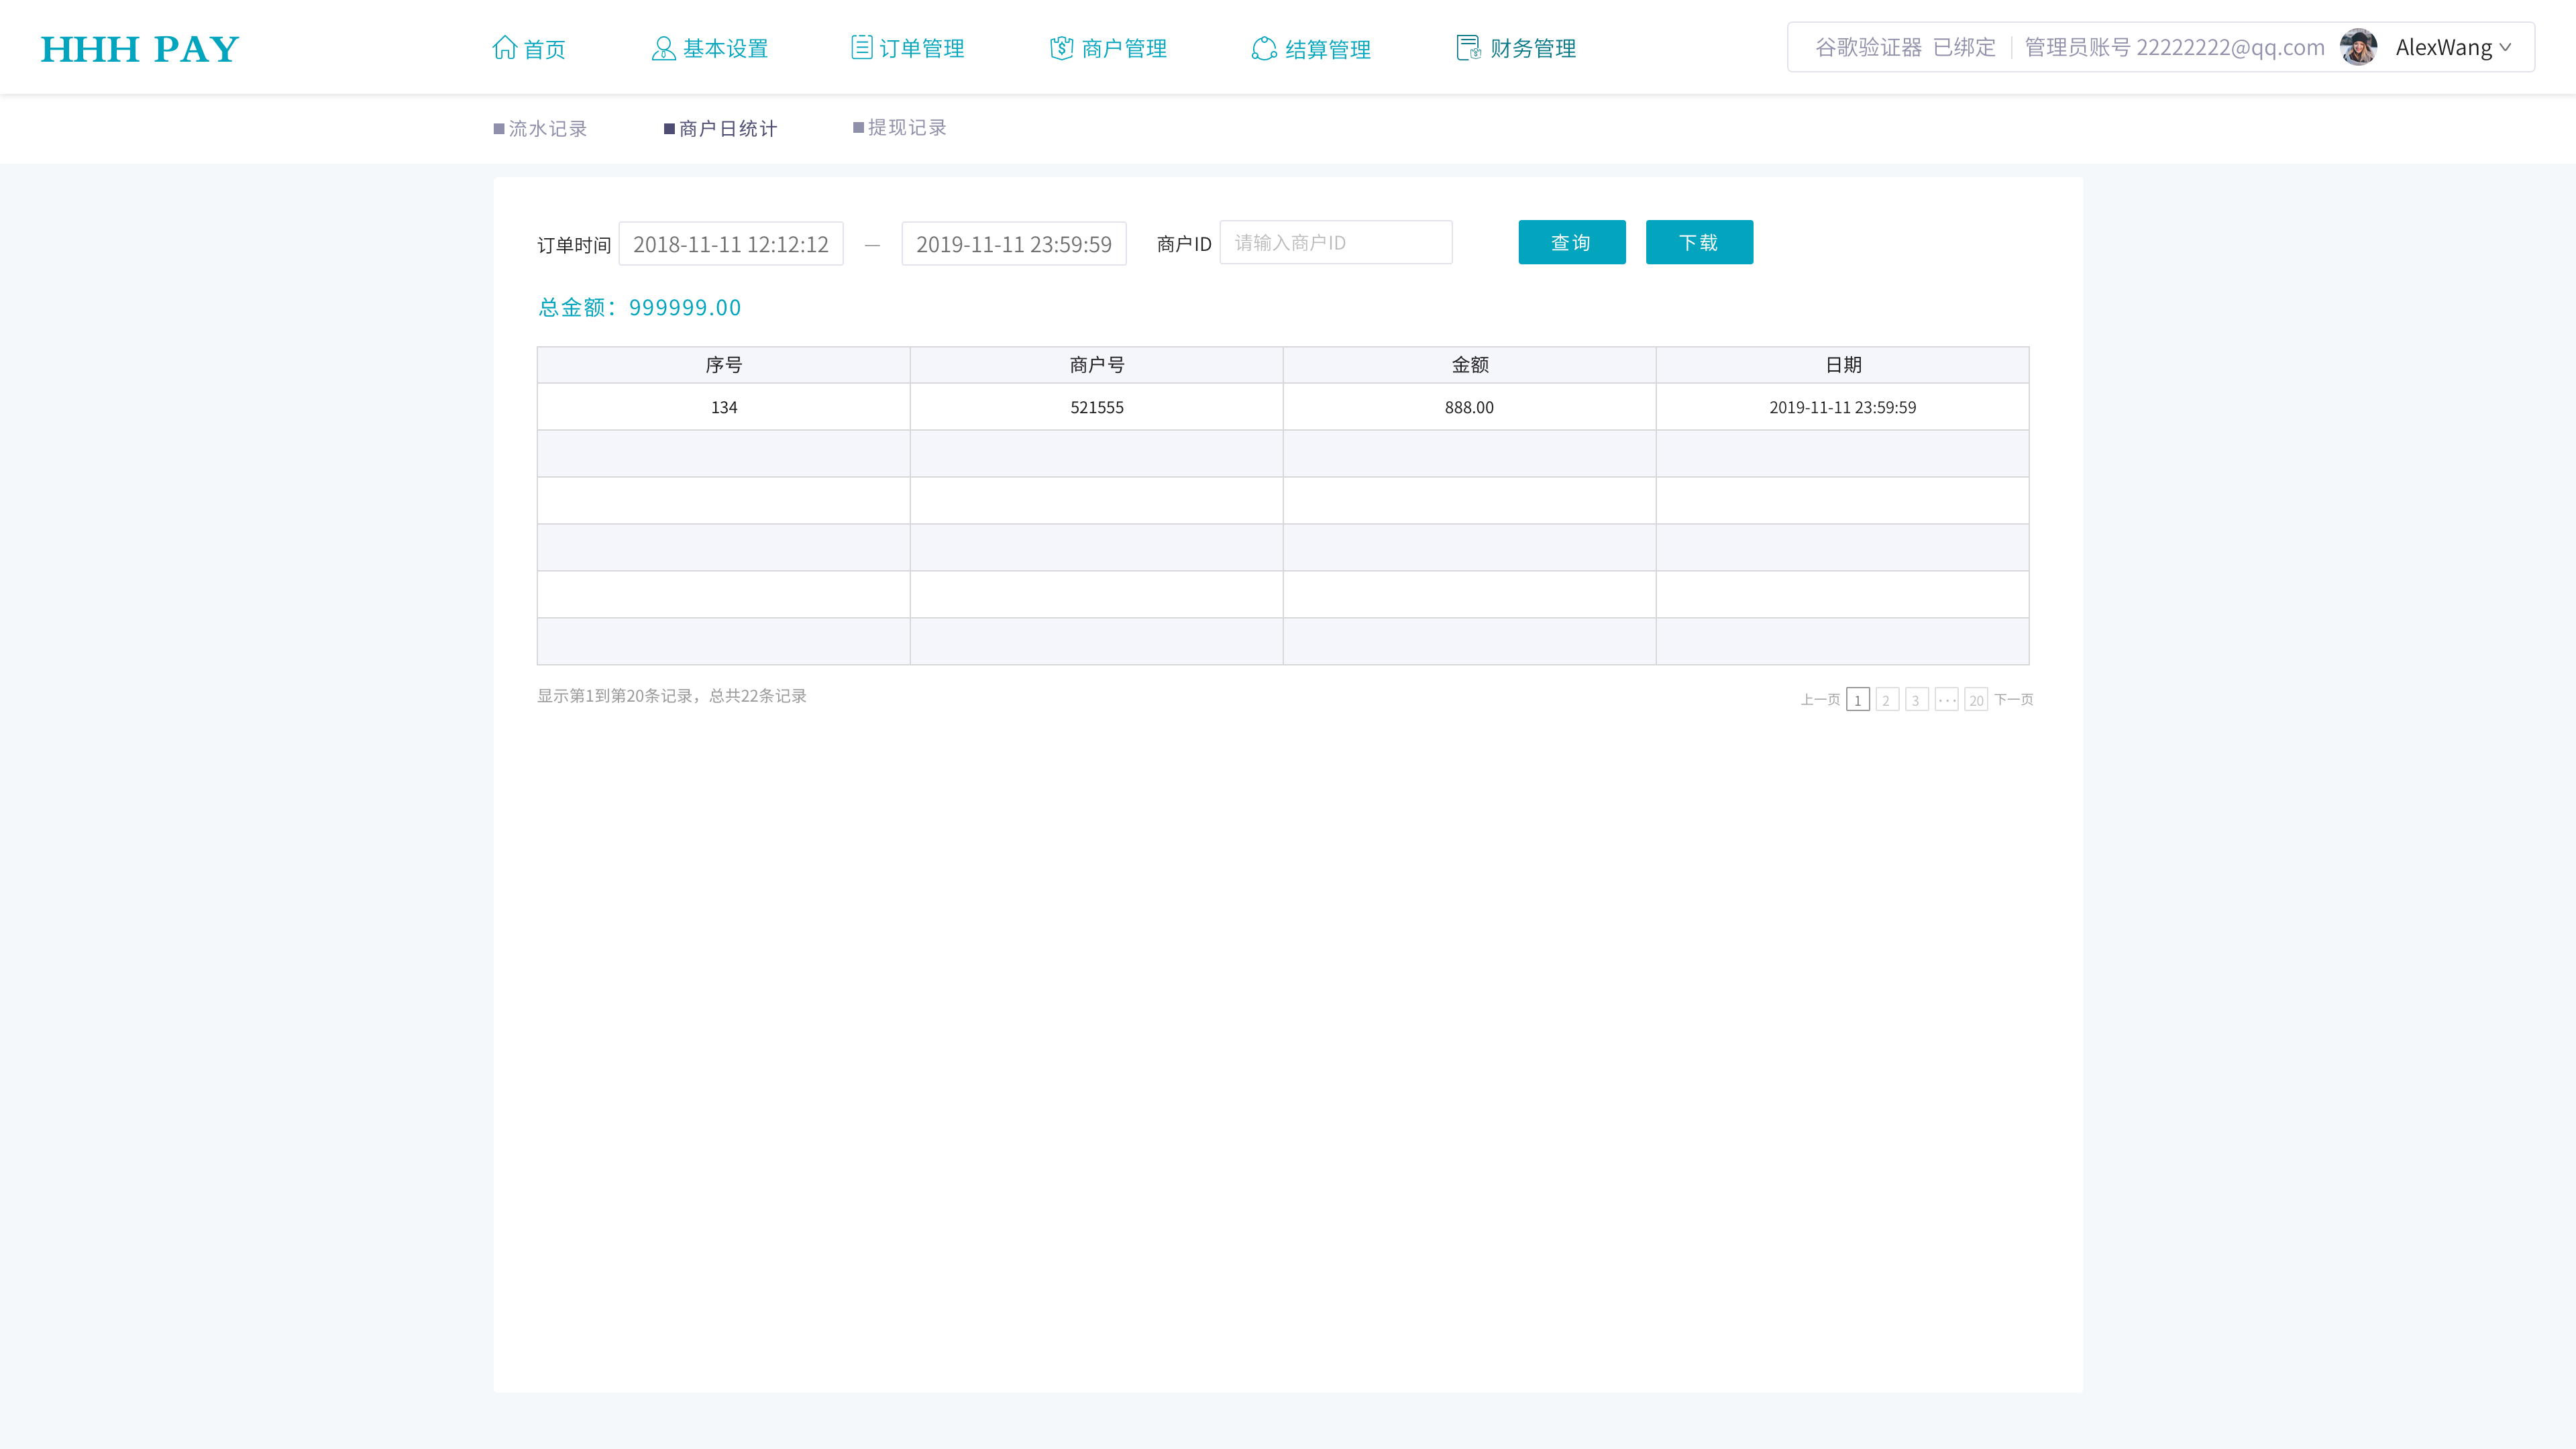 HHH PAY
首页
基本设置
订单管理
商户管理
结算管理
财务管理
谷歌验证器 已绑定
管理员账号 22222222@qq.com
AlexWang
流水记录
商户日统计
提现记录
订单时间 2018-11-11 12:12:12 — 2019-11-11 23:59:59 商户ID 请输入商户ID 查询 下载
总金额：999999.00
序号 商户号 金额 日期
134 521555 888.00 2019-11-11 23:59:59
显示第1到第20条记录，总共22条记录
上一页 1 2 3 ... 20 下一页